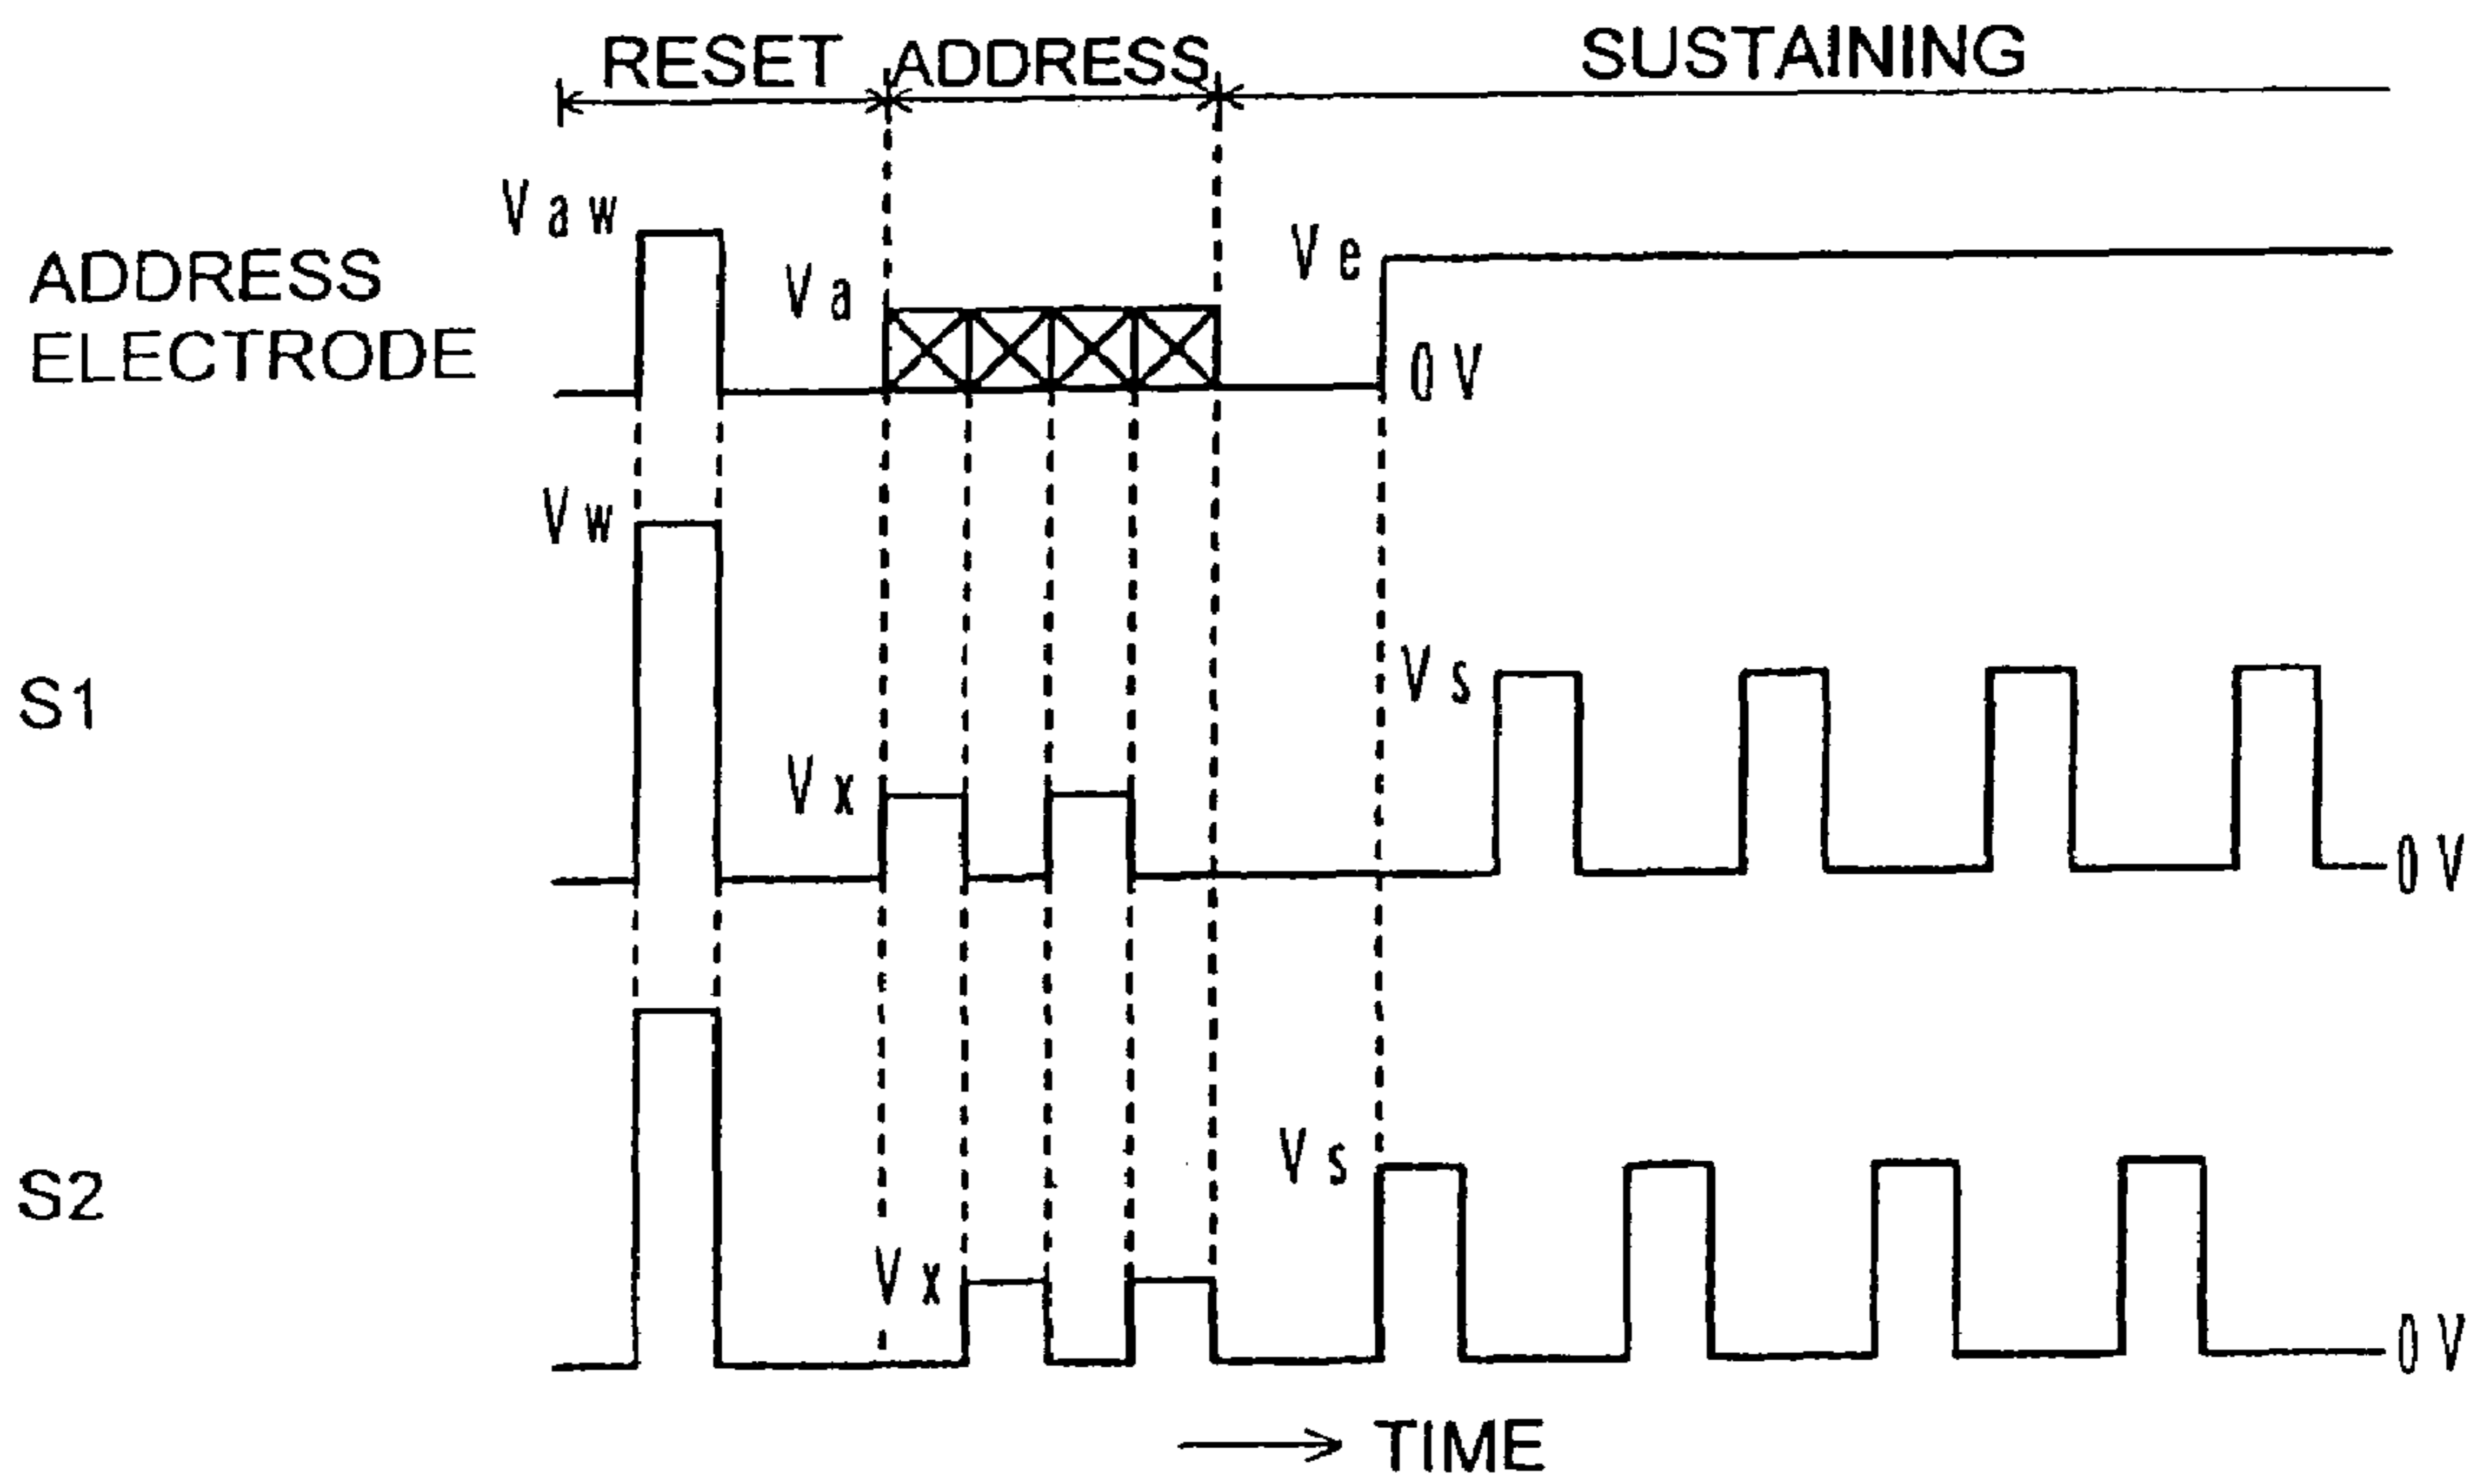 RESET ADDRESS SUSTAINING
Vaw
Va
Ve
ADDRESS
ELECTRODE
0V
Vw
S1
Vs
Vx
0V
S2
Vs
Vx
0V
TIME